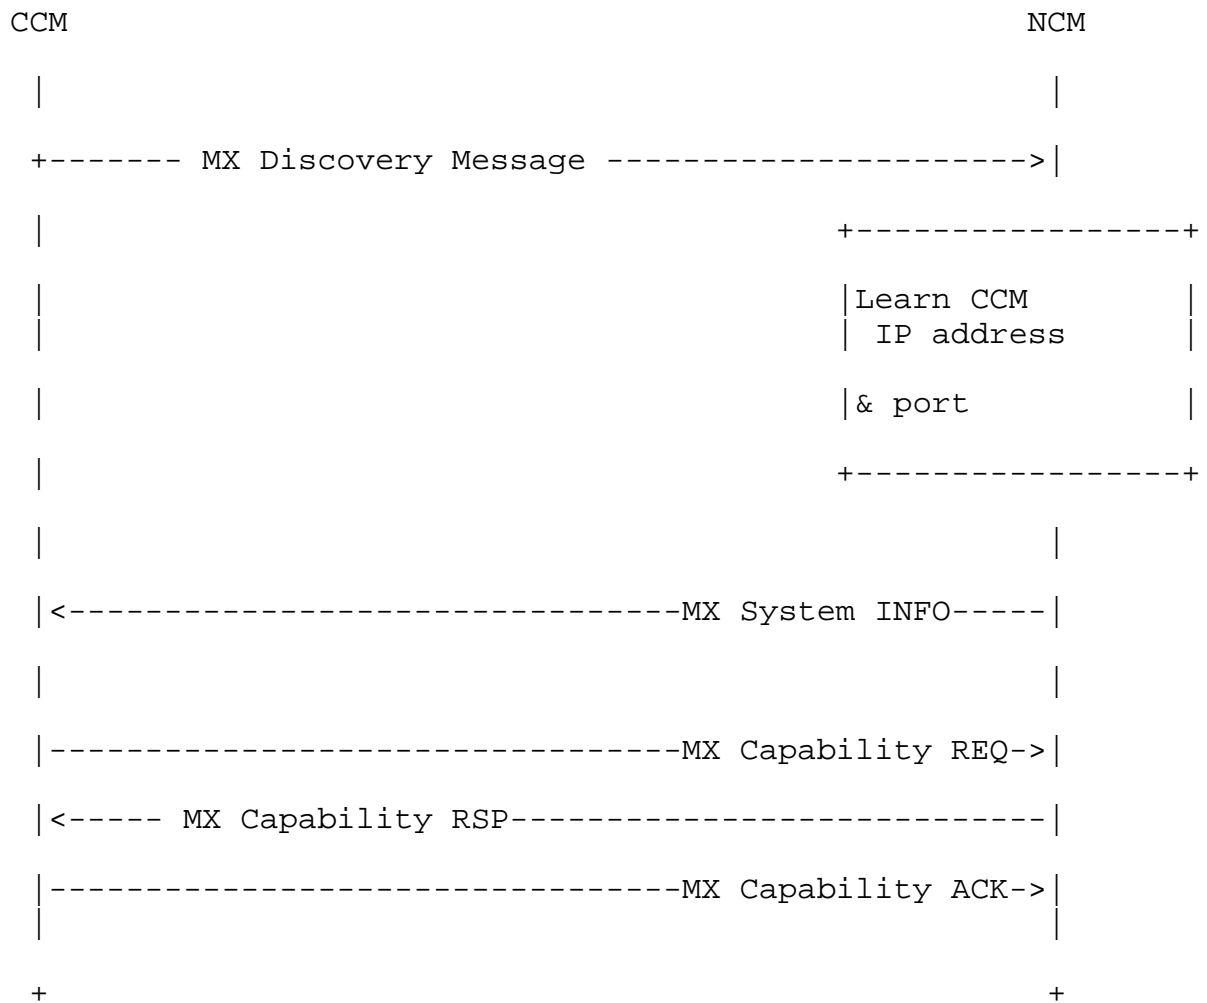 CCM NCM
MX Discovery Message
Learn CCM
IP address
& port
MX System INFO
MX Capability REQ
MX Capability RSP
MX Capability ACK